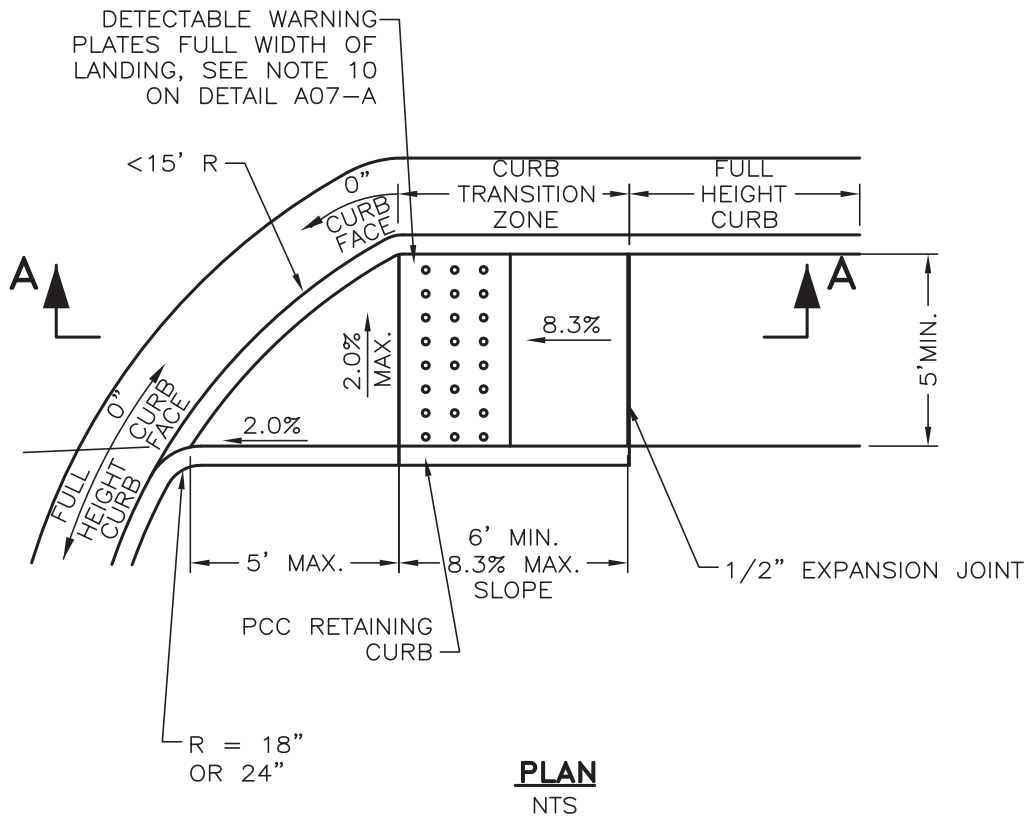 DETECTABLE WARNING
PLATES FULL WIDTH OF
LANDING, SEE NOTE 10
ON DETAIL A07-A
<15' R
0"
CURB
FACE
CURB
TRANSITION
ZONE
FULL
HEIGHT
CURB
A
A
2.0%
MAX.
8.3%
5'MIN.
0"
CURB
FACE
2.0%
FULL
HEIGHT
CURB
5' MAX.
6' MIN.
8.3% MAX.
SLOPE
1/2" EXPANSION JOINT
PCC RETAINING
CURB
R = 18"
OR 24"
PLAN
NTS